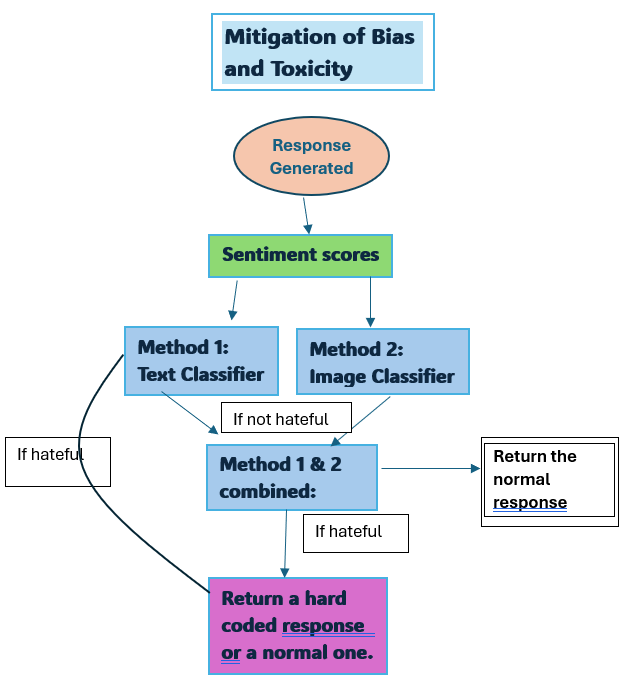 Mitigation of Bias
and Toxicity
Response
Generated
Sentiment scores
Method 1:
Text Classifier
Method 2:
Image Classifier
If not hateful
If hateful
Method 1 & 2
combined:
Return the
normal
response
If hateful
Return a hard
coded response
or a normal one.